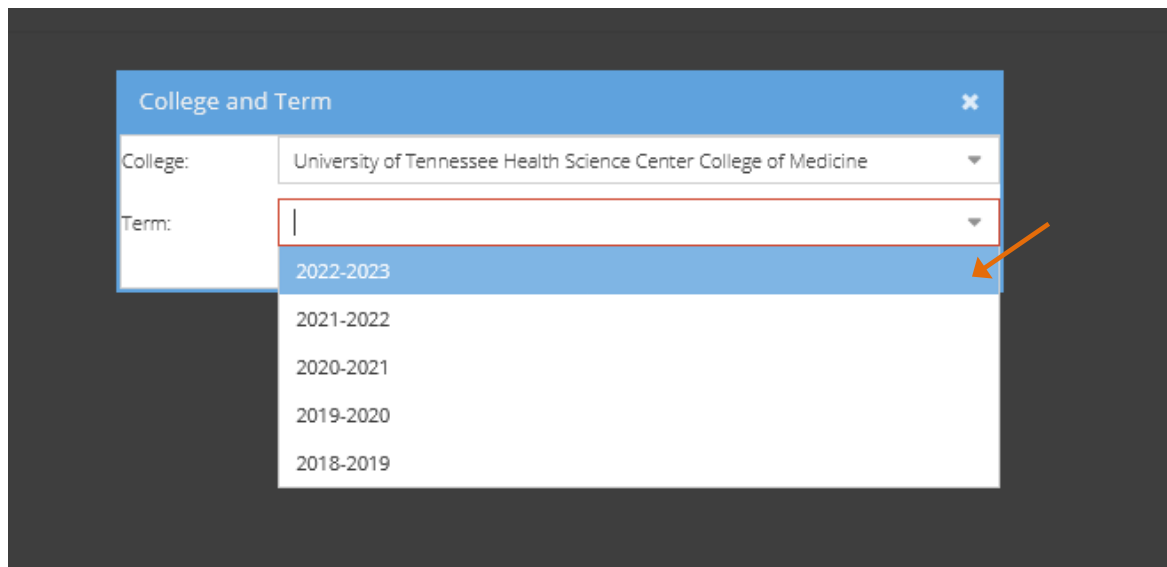 College and Term
College: University of Tennessee Health Science Center College of Medicine
Term:
2022-2023
2021-2022
2020-2021
2019-2020
2018-2019